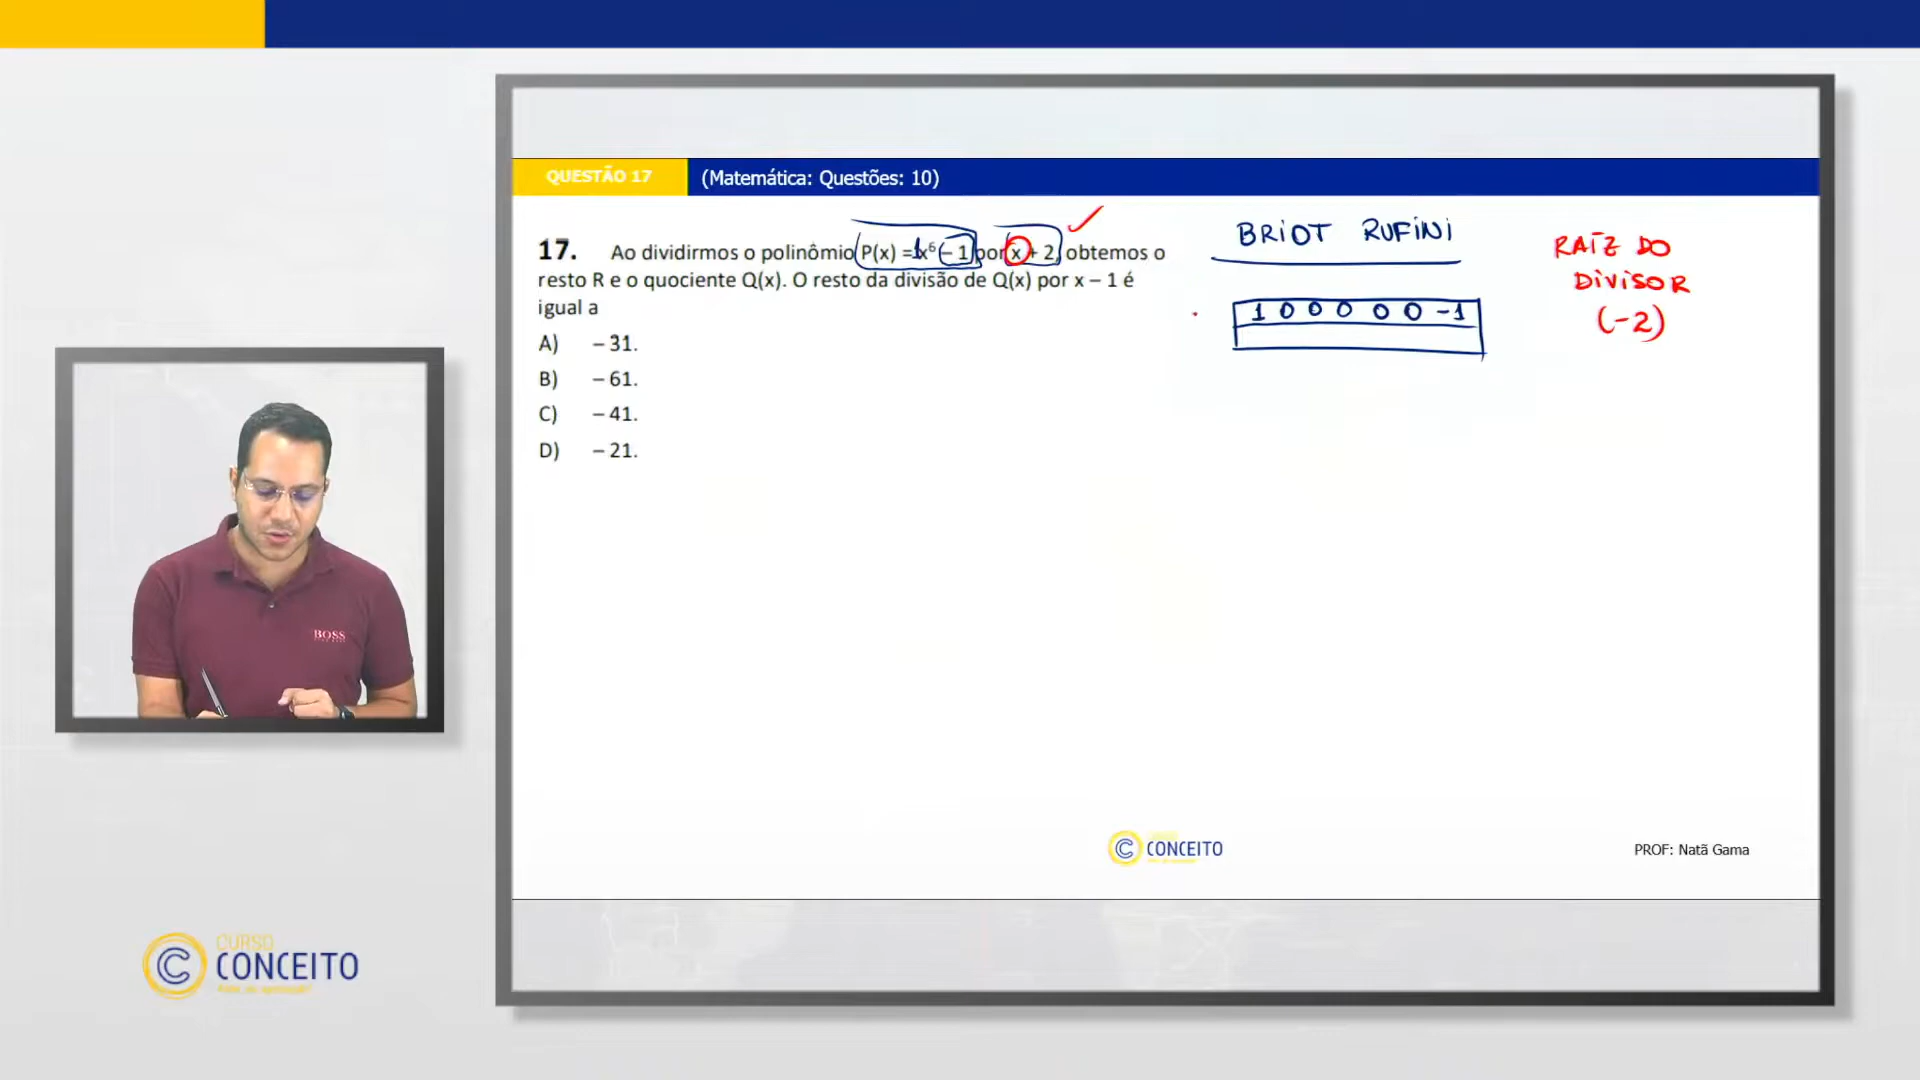 QUESTÃO 17
(Matemática: Questões: 10)
17. Ao dividirmos o polinômio P(x) = 1x⁶ – 1 por x + 2, obtemos o
resto R e o quociente Q(x). O resto da divisão de Q(x) por x – 1 é
igual a
A) – 31.
B) – 61.
C) – 41.
D) – 21.
BRIOT RUFINI
1 0 0 0 0 0 -1
RAÍZ DO
DIVISOR
(-2)
BOSS
CONCEITO
PROF: Natã Gama
CURSO
CONCEITO